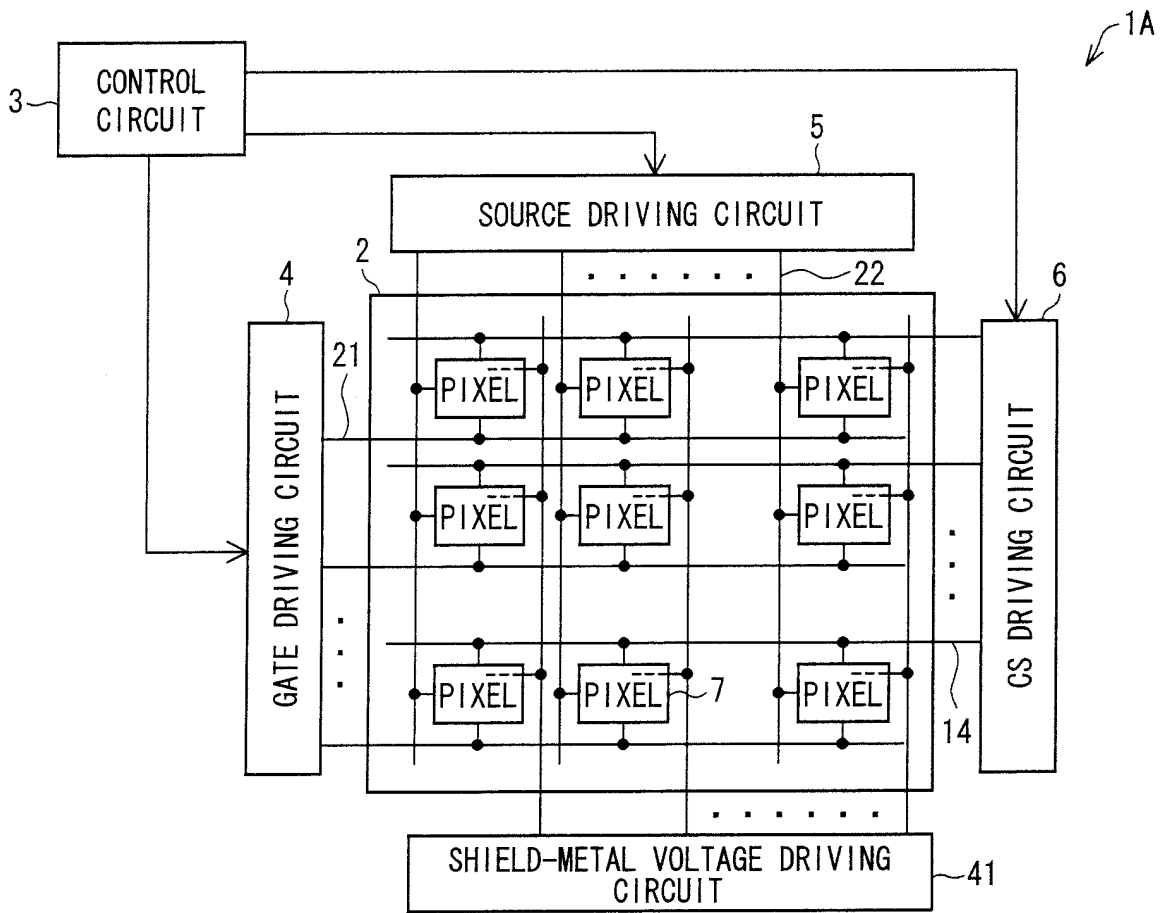 1A
3
CONTROL
CIRCUIT
5
SOURCE DRIVING CIRCUIT
2
22
4
6
21
GATE DRIVING CIRCUIT
PIXEL PIXEL PIXEL
PIXEL PIXEL PIXEL
PIXEL PIXEL PIXEL
7
14
CS DRIVING CIRCUIT
SHIELD-METAL VOLTAGE DRIVING
CIRCUIT
41